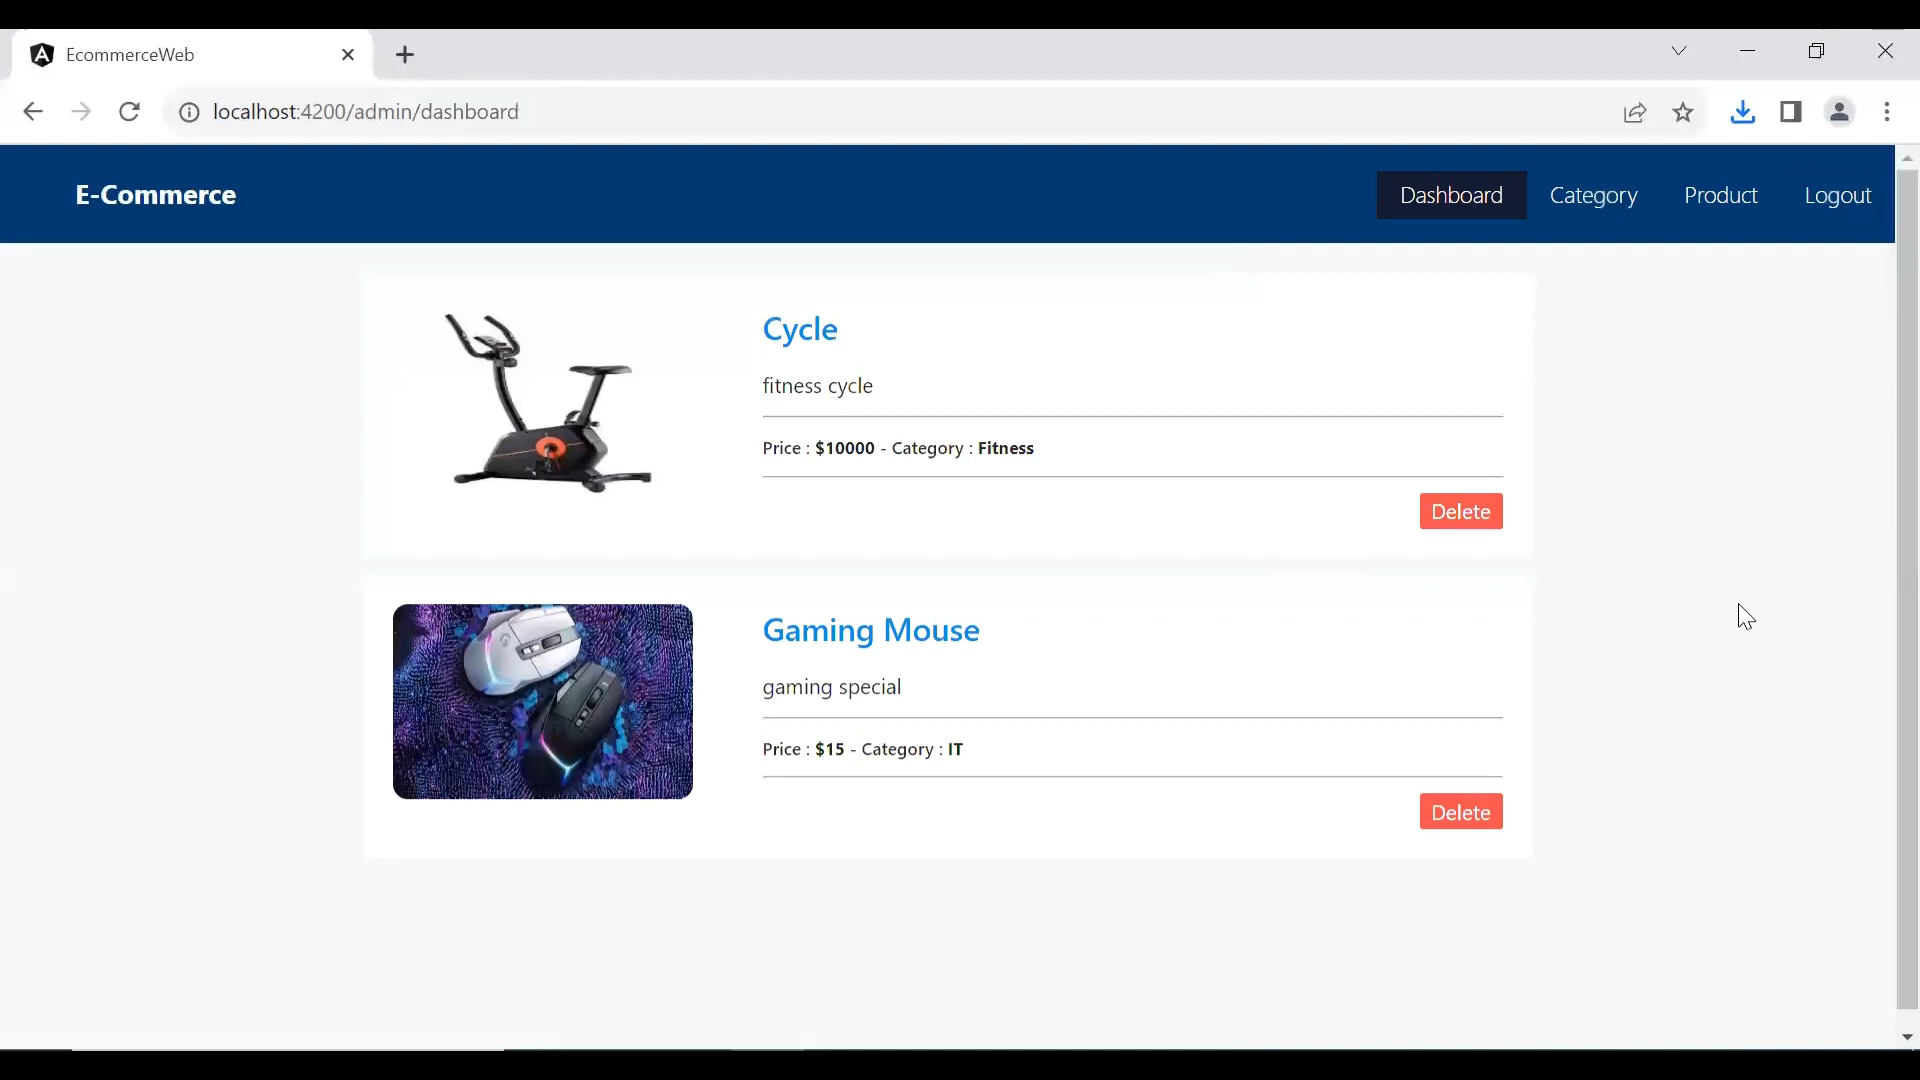 EcommerceWeb
localhost:4200/admin/dashboard
E-Commerce
Dashboard Category Product Logout
Cycle
fitness cycle
Price : $10000 - Category : Fitness
Delete
Gaming Mouse
gaming special
Price : $15 - Category : IT
Delete